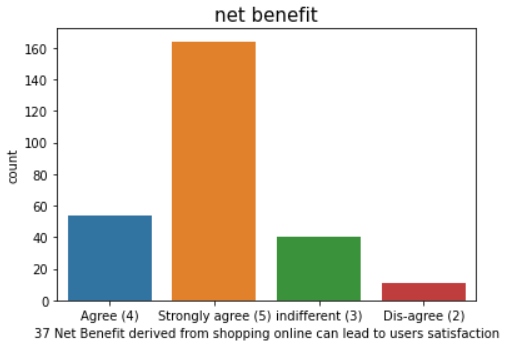 net benefit
160
140
120
100
80
60
40
20
0
count
Agree (4) Strongly agree (5) indifferent (3) Dis-agree (2)
37 Net Benefit derived from shopping online can lead to users satisfaction